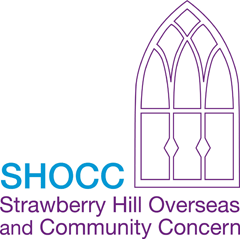 SHOCC
Strawberry Hill Overseas
and Community Concern